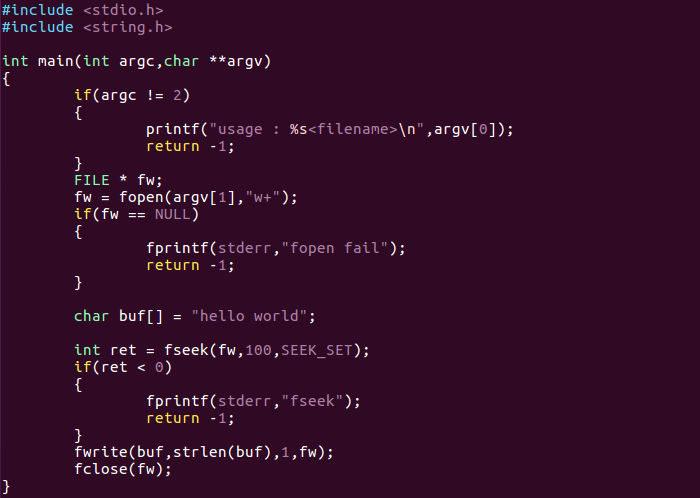 #include <stdio.h>
#include <string.h>

int main(int argc,char **argv)
{
        if(argc != 2)
        {
                printf("usage : %s<filename>\n",argv[0]);
                return -1;
        }
        FILE * fw;
        fw = fopen(argv[1],"w+");
        if(fw == NULL)
        {
                fprintf(stderr,"fopen fail");
                return -1;
        }

        char buf[] = "hello world";

        int ret = fseek(fw,100,SEEK_SET);
        if(ret < 0)
        {
                fprintf(stderr,"fseek");
                return -1;
        }
        fwrite(buf,strlen(buf),1,fw);
        fclose(fw);
}